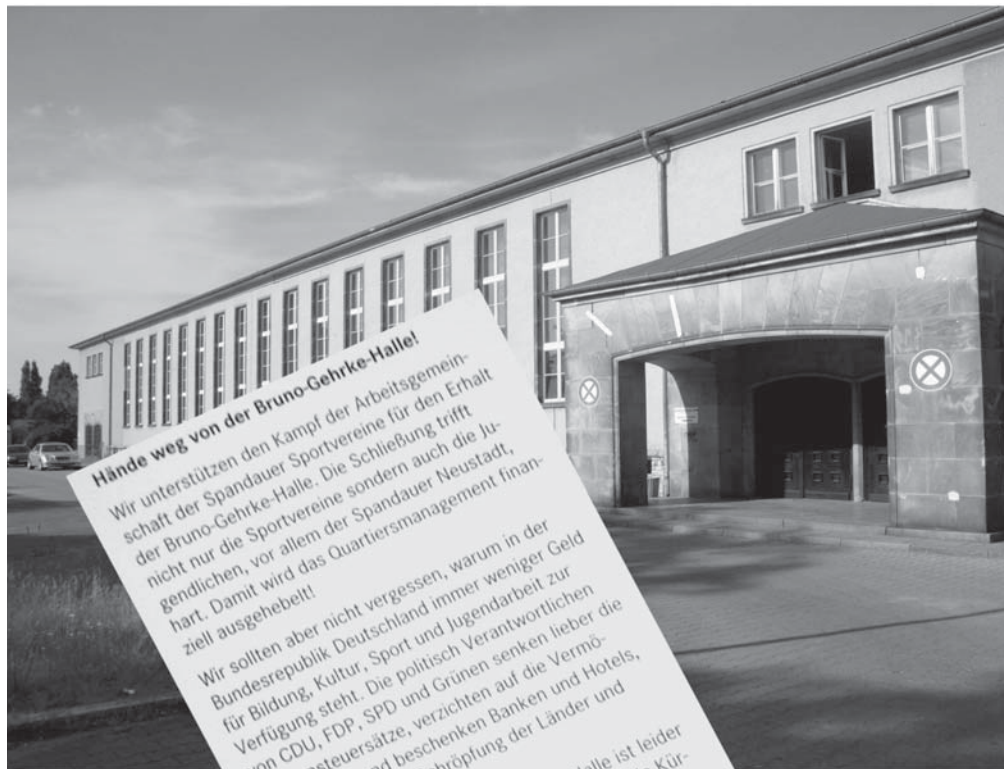 Hände weg von der Bruno-Gehrke-Halle!
Wir unterstützen den Kampf der Arbeitsgemein-
schaft der Spandauer Sportvereine für den Erhalt
der Bruno-Gehrke-Halle. Die Schließung trifft
nicht nur die Sportvereine sondern auch die Ju-
gendlichen, vor allem der Spandauer Neustadt,
hart. Damit wird das Quartiersmanagement finan-
ziell ausgehebelt!
Wir sollten aber nicht vergessen, warum in der
Bundesrepublik Deutschland immer weniger Geld
für Bildung, Kultur, Sport und Jugendarbeit zur
Verfügung steht. Die politisch Verantwortlichen
von CDU, FDP, SPD und Grünen senken lieber die
steuersätze, verzichten auf die Vermö-
nd beschenken Banken und Hotels,
hröpfung der Länder und
alle ist leider
Kür-